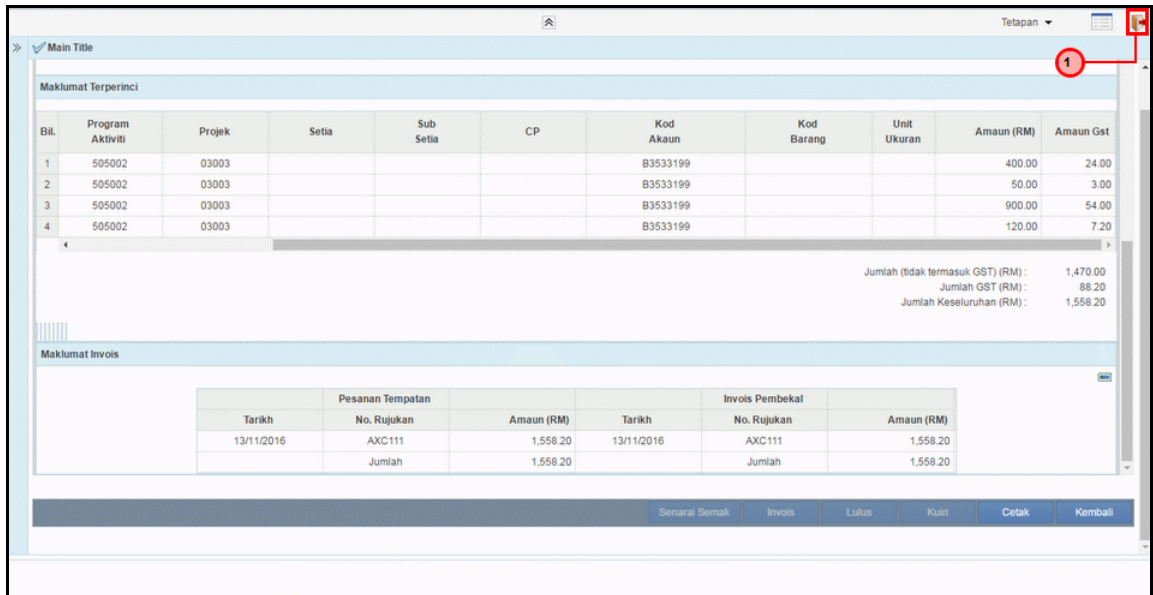 Tetapan
1
Main Title
Maklumat Terperinci
Bil. Program Aktiviti Projek Setia Sub Setia CP Kod Akaun Kod Barang Unit Ukuran Amaun (RM) Amaun Gst
1 505002 03003 B3533199 400.00 24.00
2 505002 03003 B3533199 50.00 3.00
3 505002 03003 B3533199 900.00 54.00
4 505002 03003 B3533199 120.00 7.20
Jumlah (tidak termasuk GST) (RM) : 1,470.00
Jumlah GST (RM) : 88.20
Jumlah Keseluruhan (RM) : 1,558.20
Maklumat Invois
Pesanan Tempatan Invois Pembekal
Tarikh No. Rujukan Amaun (RM) Tarikh No. Rujukan Amaun (RM)
13/11/2016 AXC111 1,558.20 13/11/2016 AXC111 1,558.20
Jumlah 1,558.20 Jumlah 1,558.20
Senarai Semak Invois Lulus Kuiri Cetak Kembali